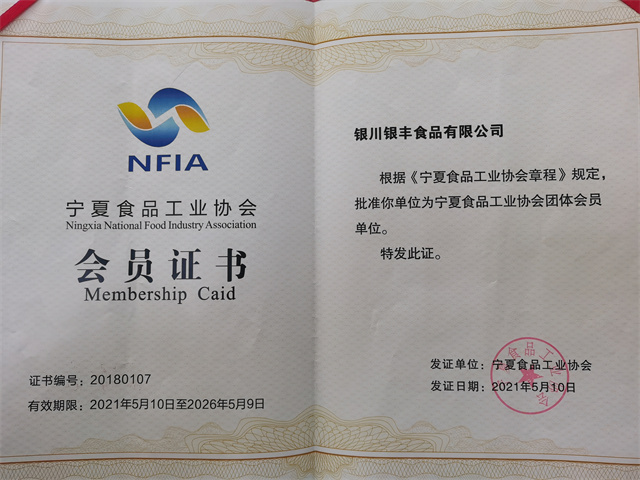 NFIA
宁夏食品工业协会
Ningxia National Food Industry Association
会员证书
Membership Caid
证书编号：20180107
有效期限：2021年5月10日至2026年5月9日
银川银丰食品有限公司
根据《宁夏食品工业协会章程》规定，
批准你单位为宁夏食品工业协会团体会员
单位。
特发此证。
发证单位：宁夏食品工业协会
发证日期：2021年5月10日